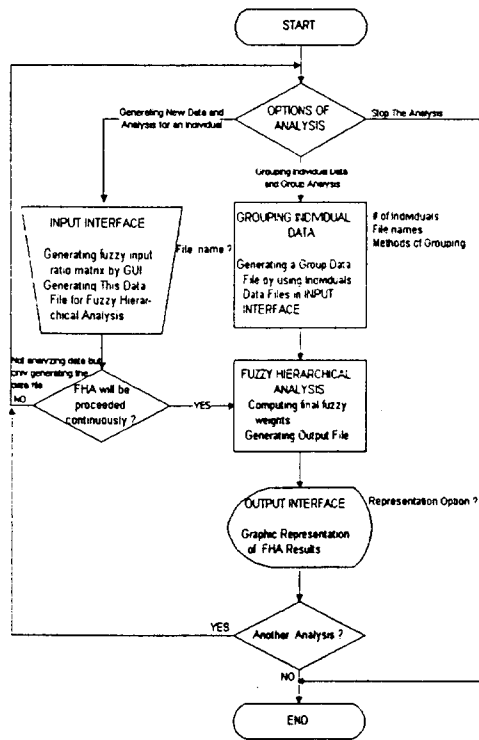 START
Generating New Data and
Analysis for an Individual
OPTIONS OF
ANALYSIS
Stop The Analysis
Grouping Individual Data
and Group Analysis
INPUT INTERFACE
Generating fuzzy input
ratio matrix by GUI
Generating This Data
File for Fuzzy Hierar-
chical Analysis
File name ?
GROUPING INDIVIDUAL
DATA
Generating a Group Data
File by using Individuals
Data Files in INPUT
INTERFACE
# of Individuals
File names
Methods of Grouping
Not analyzing data but
only generating the
data file
NO
FHA will be
proceeded
continuously ?
YES
FUZZY HIERARCHICAL
ANALYSIS
Computing final fuzzy
weights
Generating Output File
OUTPUT INTERFACE
Graphic Representation
of FHA Results
Representation Option ?
YES
Another Analysis ?
NO
END